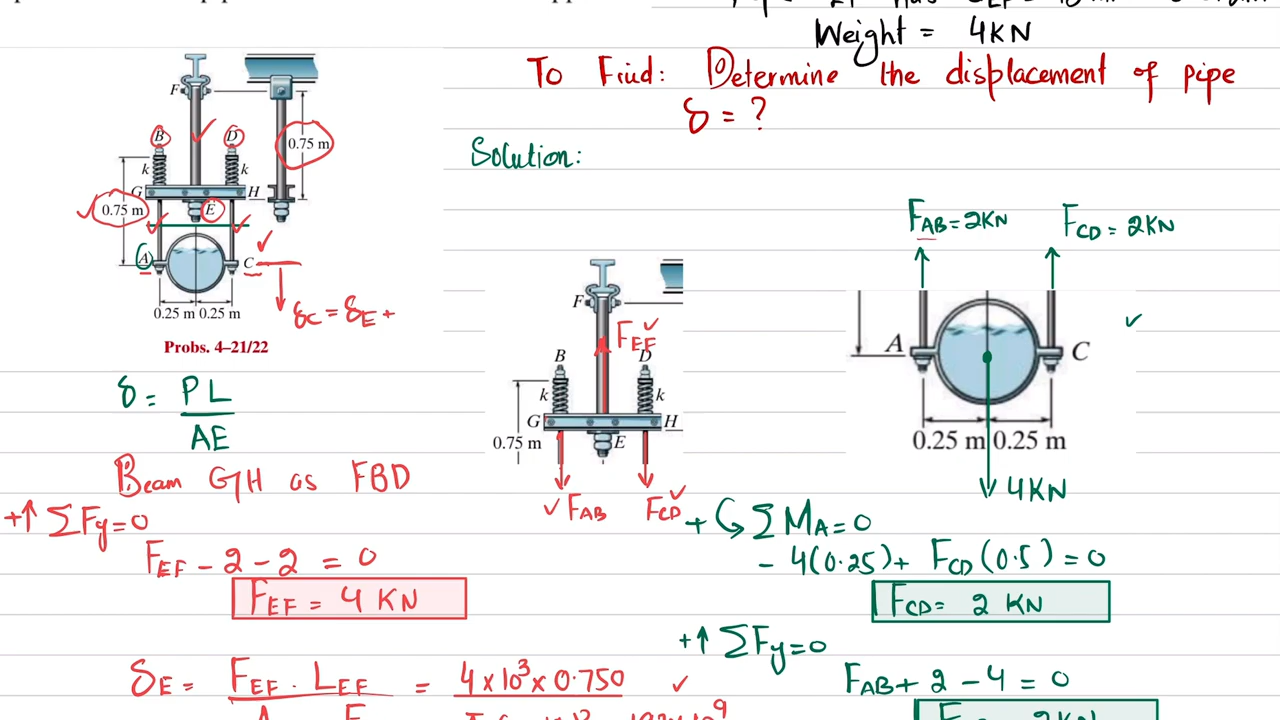 Weight = 4KN
To Find: Determine the displacement of pipe
δ = ?
Solution:
F
B
D
0.75 m
k
k
G
H
0.75 m
E
A
C
0.25 m 0.25 m
δC = δE +
Probs. 4–21/22
δ = PL
AE
Beam GH as FBD
+↑ ΣFy=0
FEF - 2 - 2 = 0
FEF = 4 KN
δE = FEF . LEF = 4 x 10³ x 0.750
F
FEF
B
D
k
k
G
H
0.75 m
E
FAB
FCD
FAB = 2KN
FCD = 2KN
A
C
0.25 m 0.25 m
4KN
+ ΣMA=0
- 4(0.25) + FCD (0.5) = 0
FCD = 2 KN
+↑ ΣFy=0
FAB + 2 - 4 = 0